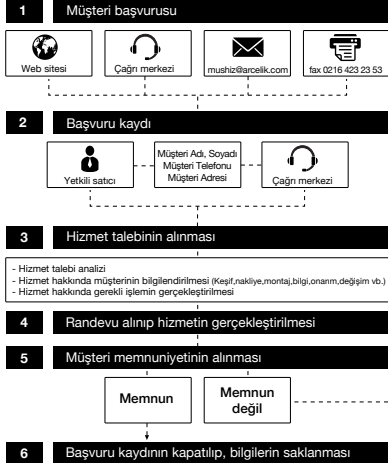 1 Müşteri başvurusu
Web sitesi
Çağrı merkezi
mushiz@arcelik.com
fax 0216 423 23 53
2 Başvuru kaydı
Yetkili satıcı
Müşteri Adı, Soyadı
Müşteri Telefonu
Müşteri Adresi
Çağrı merkezi
3 Hizmet talebinin alınması
- Hizmet talebi analizi
- Hizmet hakkında müşterinin bilgilendirilmesi (Keşif,nakliye,montaj,bilgi,onarım,değişim vb.)
- Hizmet hakkında gerekli işlemin gerçekleştirilmesi
4 Randevu alınıp hizmetin gerçekleştirilmesi
5 Müşteri memnuniyetinin alınması
Memnun
Memnun
değil
6 Başvuru kaydının kapatılıp, bilgilerin saklanması